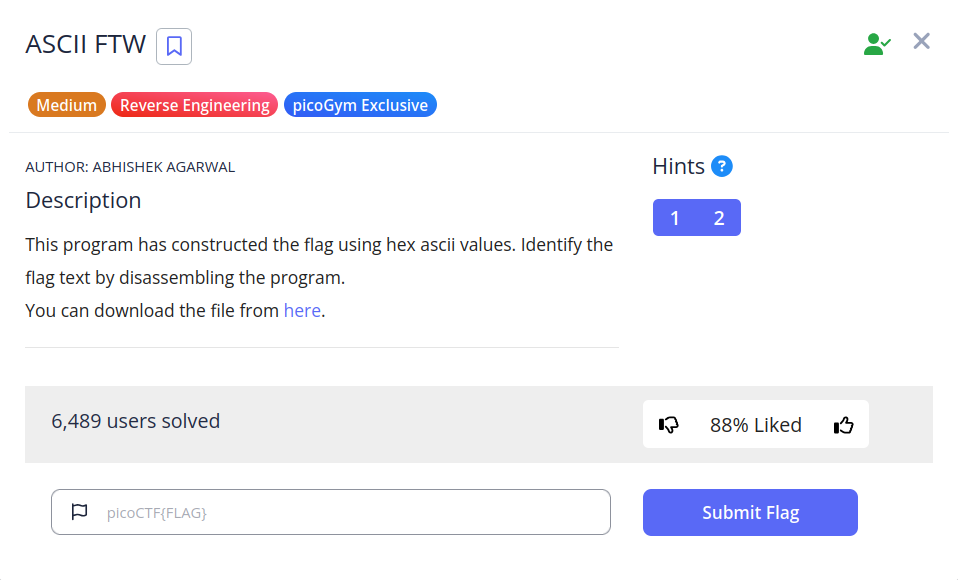 ASCII FTW
Medium Reverse Engineering picoGym Exclusive
AUTHOR: ABHISHEK AGARWAL
Description
This program has constructed the flag using hex ascii values. Identify the
flag text by disassembling the program.
You can download the file from here.
Hints ?
1 2
6,489 users solved
88% Liked
picoCTF{FLAG}
Submit Flag